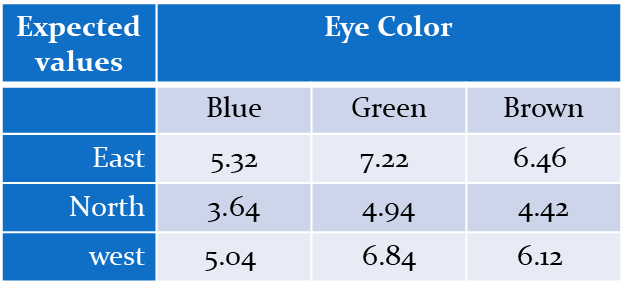 Expected values Eye Color
Blue Green Brown
East 5.32 7.22 6.46
North 3.64 4.94 4.42
west 5.04 6.84 6.12